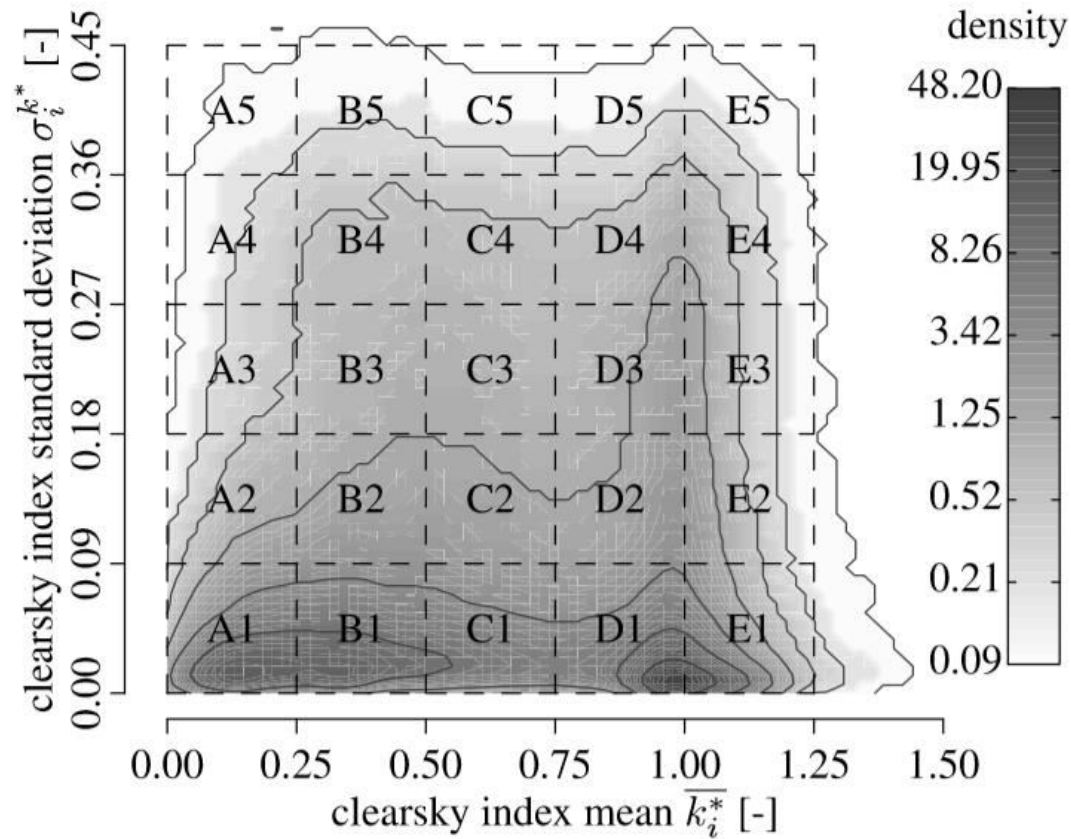 density
clearsky index standard deviation σ_i^{k*} [-]
0.45
0.36
0.27
0.18
0.09
0.00
A5 B5 C5 D5 E5
A4 B4 C4 D4 E4
A3 B3 C3 D3 E3
A2 B2 C2 D2 E2
A1 B1 C1 D1 E1
48.20
19.95
8.26
3.42
1.25
0.52
0.21
0.09
0.00 0.25 0.50 0.75 1.00 1.25 1.50
clearsky index mean \overline{k_i^*} [-]